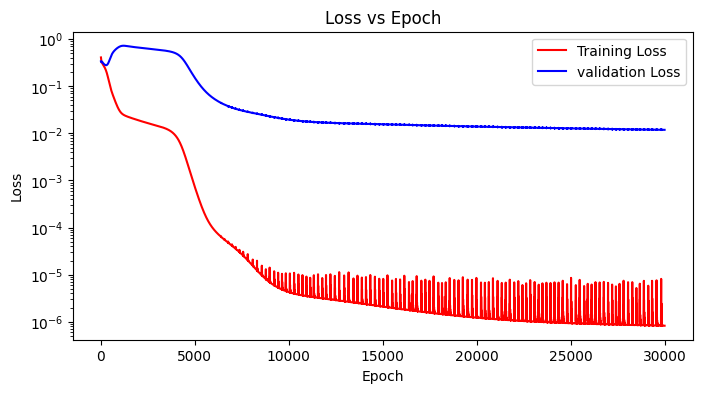 Loss vs Epoch
Training Loss
validation Loss
Loss
10⁰
10⁻¹
10⁻²
10⁻³
10⁻⁴
10⁻⁵
10⁻⁶
0 5000 10000 15000 20000 25000 30000
Epoch